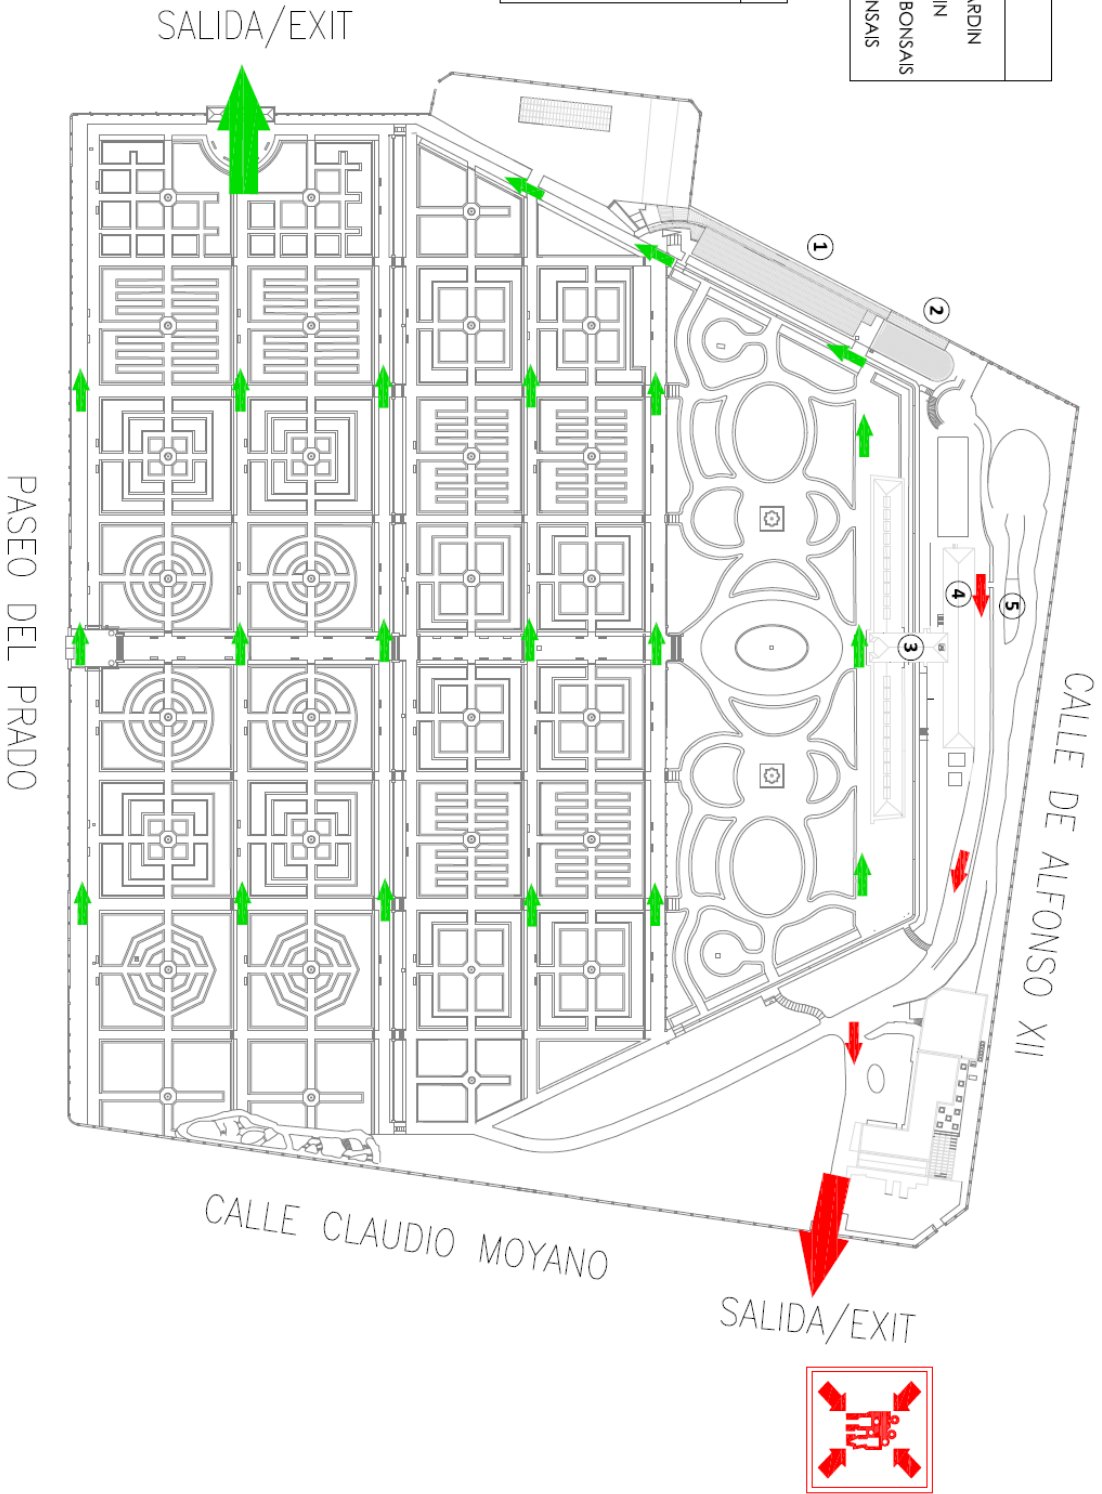 SALIDA/EXIT
JARDIN
BONSAIS
1
2
3
4
5
PASEO DEL PRADO
CALLE DE ALFONSO XII
CALLE CLAUDIO MOYANO
SALIDA/EXIT